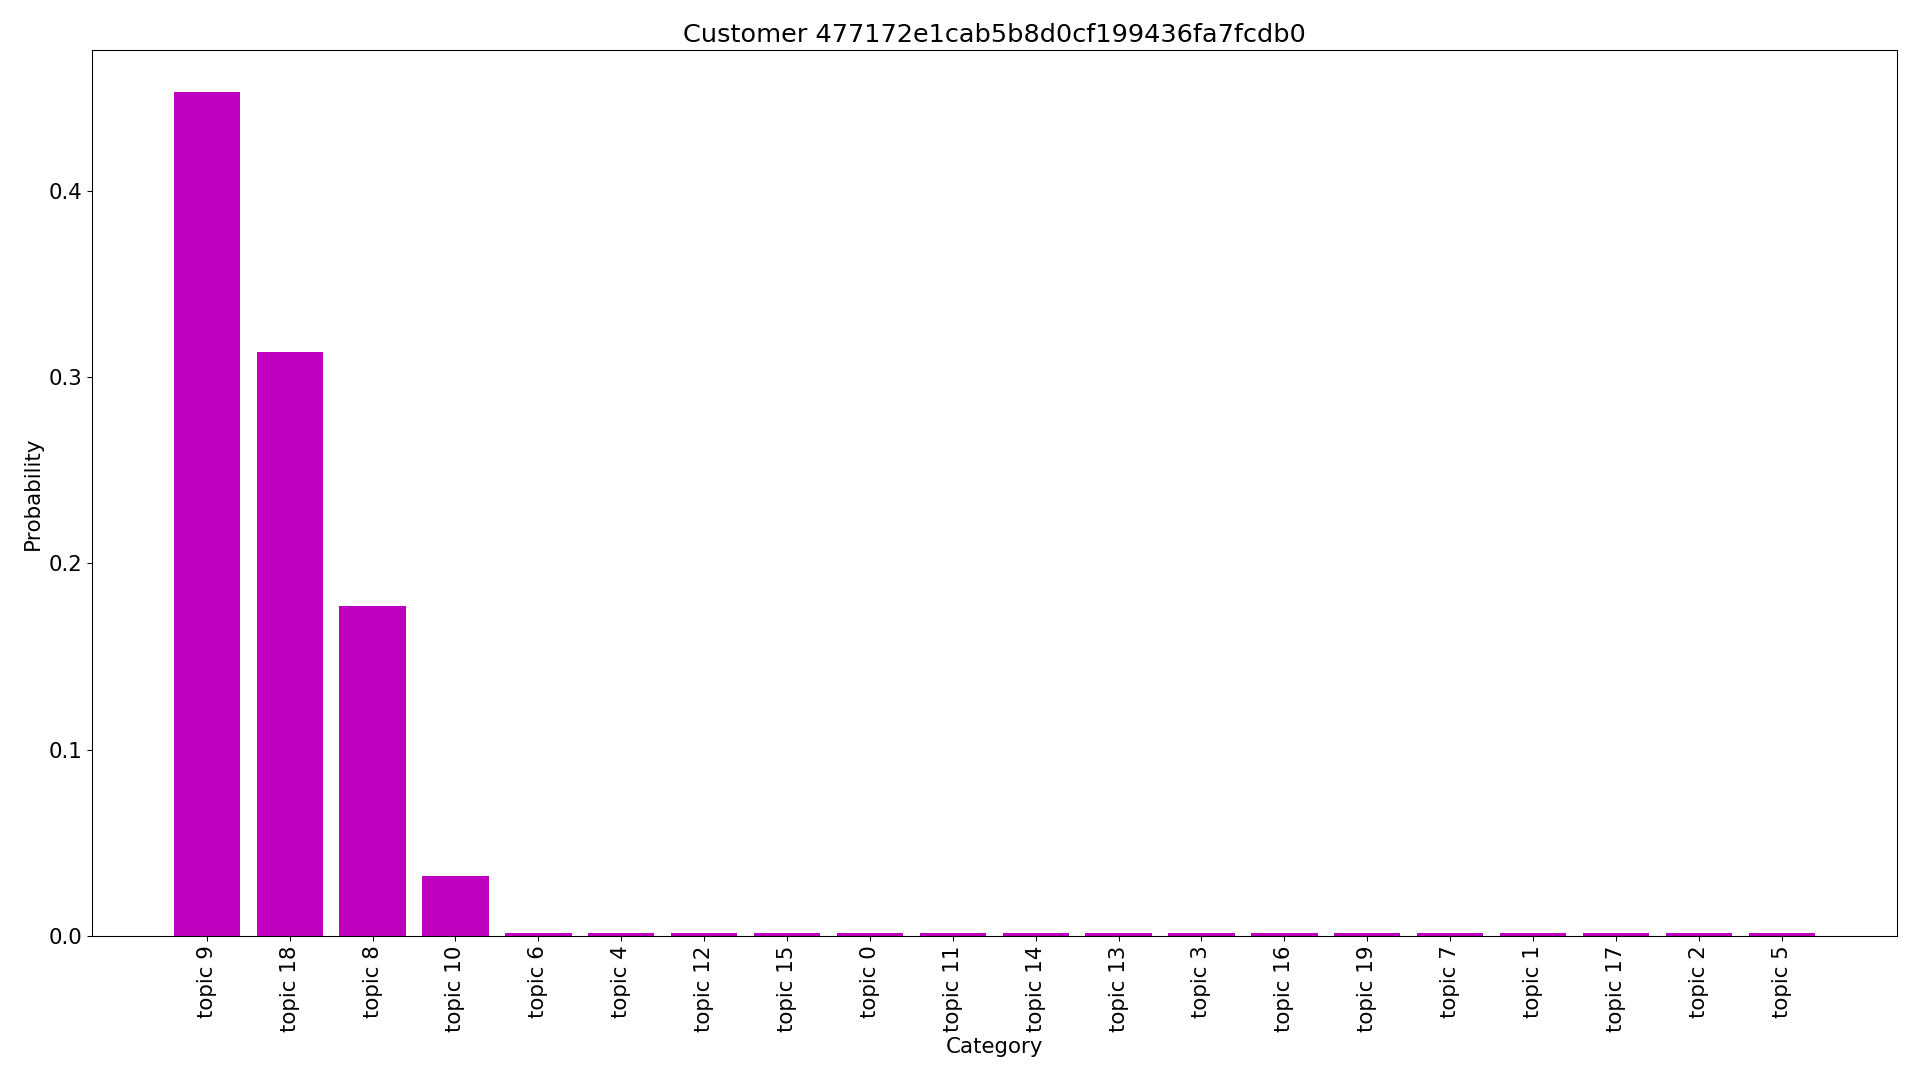 Customer 477172e1cab5b8d0cf199436fa7fcdb0
Probability
0.4
0.3
0.2
0.1
0.0
topic 9
topic 18
topic 8
topic 10
topic 6
topic 4
topic 12
topic 15
topic 0
topic 11
topic 14
topic 13
topic 3
topic 16
topic 19
topic 7
topic 1
topic 17
topic 2
topic 5
Category